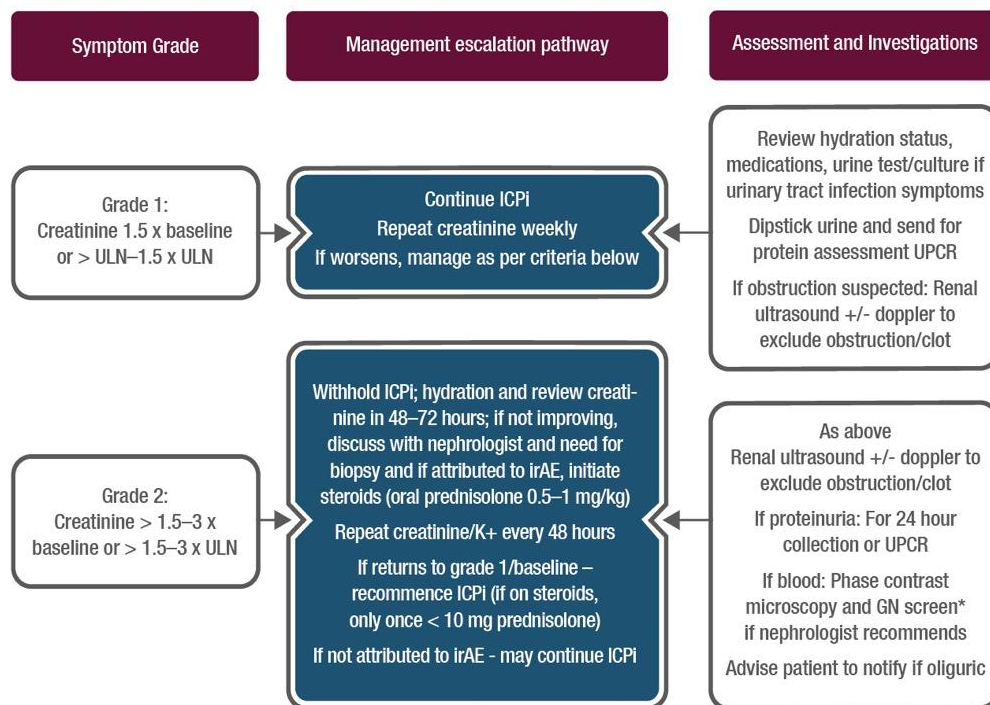 Symptom Grade
Management escalation pathway
Assessment and Investigations
Grade 1:
Creatinine 1.5 x baseline
or > ULN–1.5 x ULN
Continue ICPi
Repeat creatinine weekly
If worsens, manage as per criteria below
Review hydration status,
medications, urine test/culture if
urinary tract infection symptoms
Dipstick urine and send for
protein assessment UPCR
If obstruction suspected: Renal
ultrasound +/- doppler to
exclude obstruction/clot
Grade 2:
Creatinine > 1.5–3 x
baseline or > 1.5–3 x ULN
Withhold ICPi; hydration and review creati-
nine in 48–72 hours; if not improving,
discuss with nephrologist and need for
biopsy and if attributed to irAE, initiate
steroids (oral prednisolone 0.5–1 mg/kg)
Repeat creatinine/K+ every 48 hours
If returns to grade 1/baseline –
recommence ICPi (if on steroids,
only once < 10 mg prednisolone)
If not attributed to irAE - may continue ICPi
As above
Renal ultrasound +/- doppler to
exclude obstruction/clot
If proteinuria: For 24 hour
collection or UPCR
If blood: Phase contrast
microscopy and GN screen*
if nephrologist recommends
Advise patient to notify if oliguric